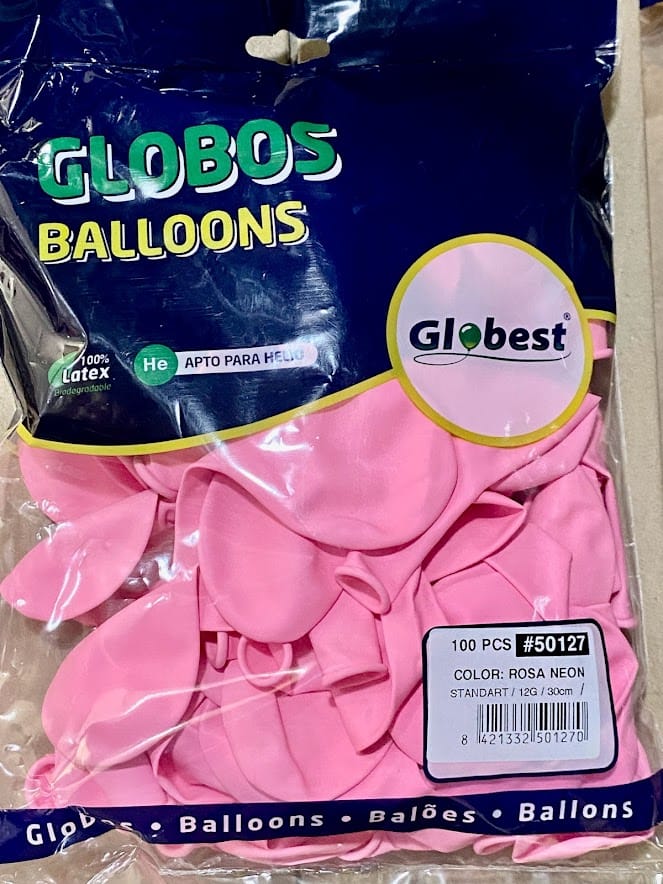 GLOBOS
BALLOONS
Globest®
100%
Latex
Biodegradable
He APTO PARA HELIO
100 PCS #50127
COLOR: ROSA NEON
STANDART / 12G / 30cm /
8 421332 501270
Globos • Balloons • Balões • Ballons